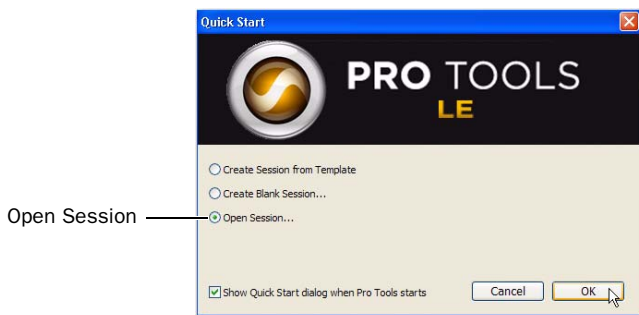 Quick Start
PRO TOOLS
LE
Create Session from Template
Create Blank Session...
Open Session
Open Session...
Show Quick Start dialog when Pro Tools starts
Cancel
OK